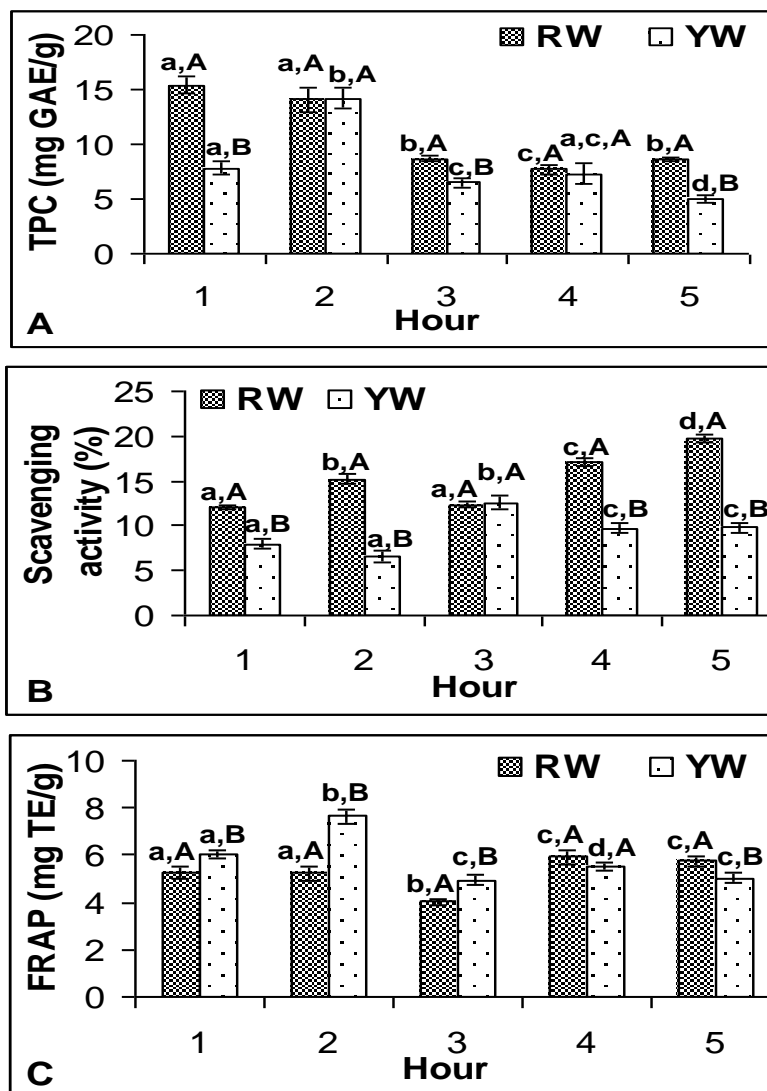 20
RW YW
a,A a,A b,A
15
TPC (mg GAE/g)
10
a,B b,A c,B c,A a,c,A b,A d,B
5
0
1 2 3 4 5
A Hour
25
RW YW
20
Scavenging
activity (%)
a,A a,B b,A a,B a,A b,A c,A c,B d,A c,B
15
10
5
0
1 2 3 4 5
B Hour
10
RW YW
8
FRAP (mg TE/g)
a,A a,B a,A b,B b,A c,B c,A d,A c,A c,B
6
4
2
0
1 2 3 4 5
C Hour